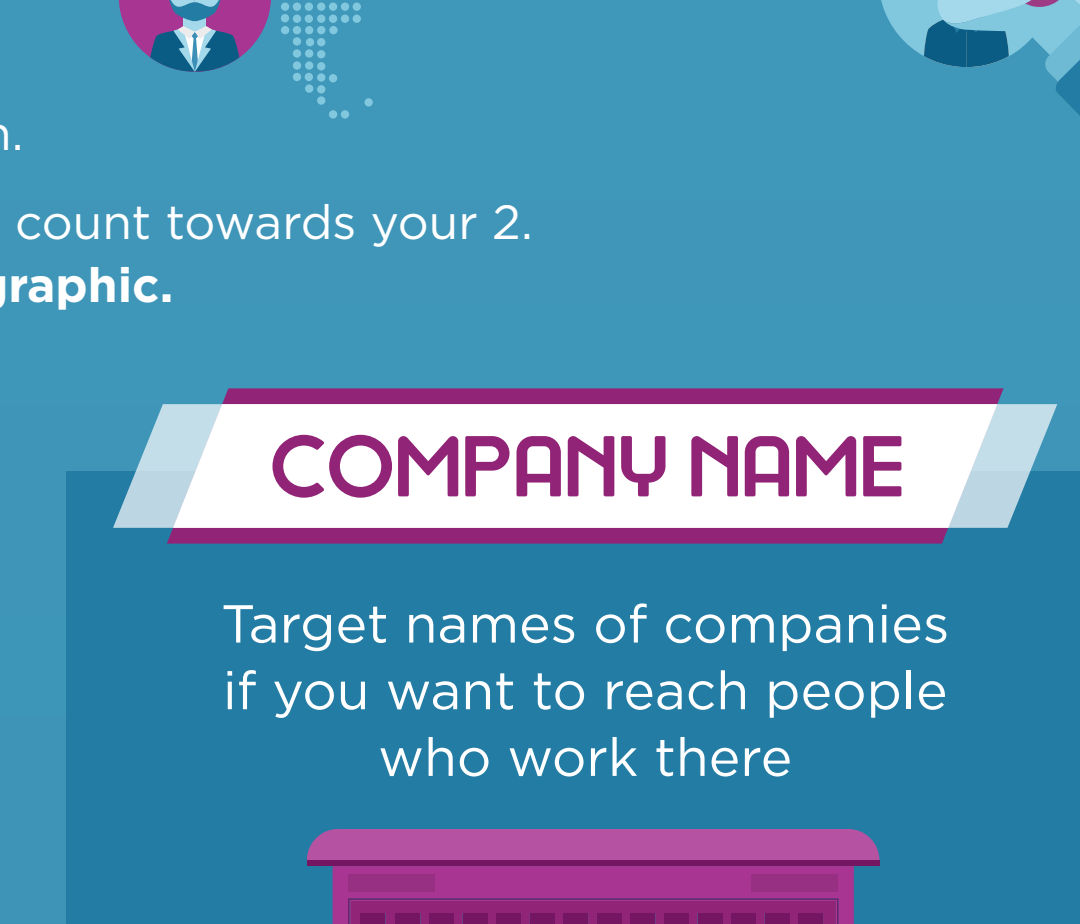 count towards your 2.
COMPANY NAME
Target names of companies
if you want to reach people
who work there